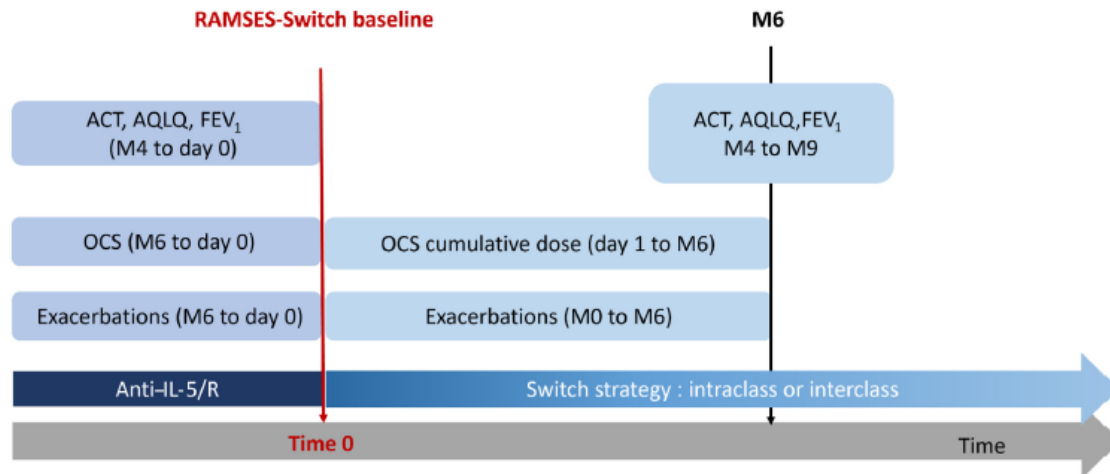 RAMSES-Switch baseline
M6
ACT, AQLQ, FEV₁
(M4 to day 0)
ACT, AQLQ,FEV₁
M4 to M9
OCS (M6 to day 0)
OCS cumulative dose (day 1 to M6)
Exacerbations (M6 to day 0)
Exacerbations (M0 to M6)
Anti–IL-5/R
Switch strategy : intraclass or interclass
Time 0
Time